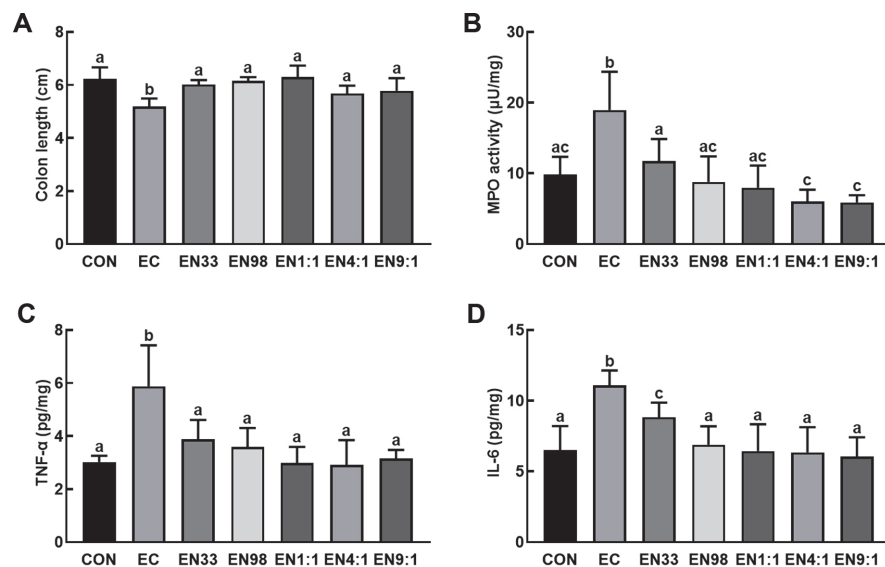 A
Colon length (cm)
8
6
4
2
0
a
b
a
a
a
a
a
CON EC EN33 EN98 EN1:1 EN4:1 EN9:1
B
MPO activity (μU/mg)
30
20
10
0
ac
b
a
ac
ac
c
c
CON EC EN33 EN98 EN1:1 EN4:1 EN9:1
C
TNF-α (pg/mg)
8
6
4
2
0
a
b
a
a
a
a
a
CON EC EN33 EN98 EN1:1 EN4:1 EN9:1
D
IL-6 (pg/mg)
15
10
5
0
a
b
c
a
a
a
a
CON EC EN33 EN98 EN1:1 EN4:1 EN9:1